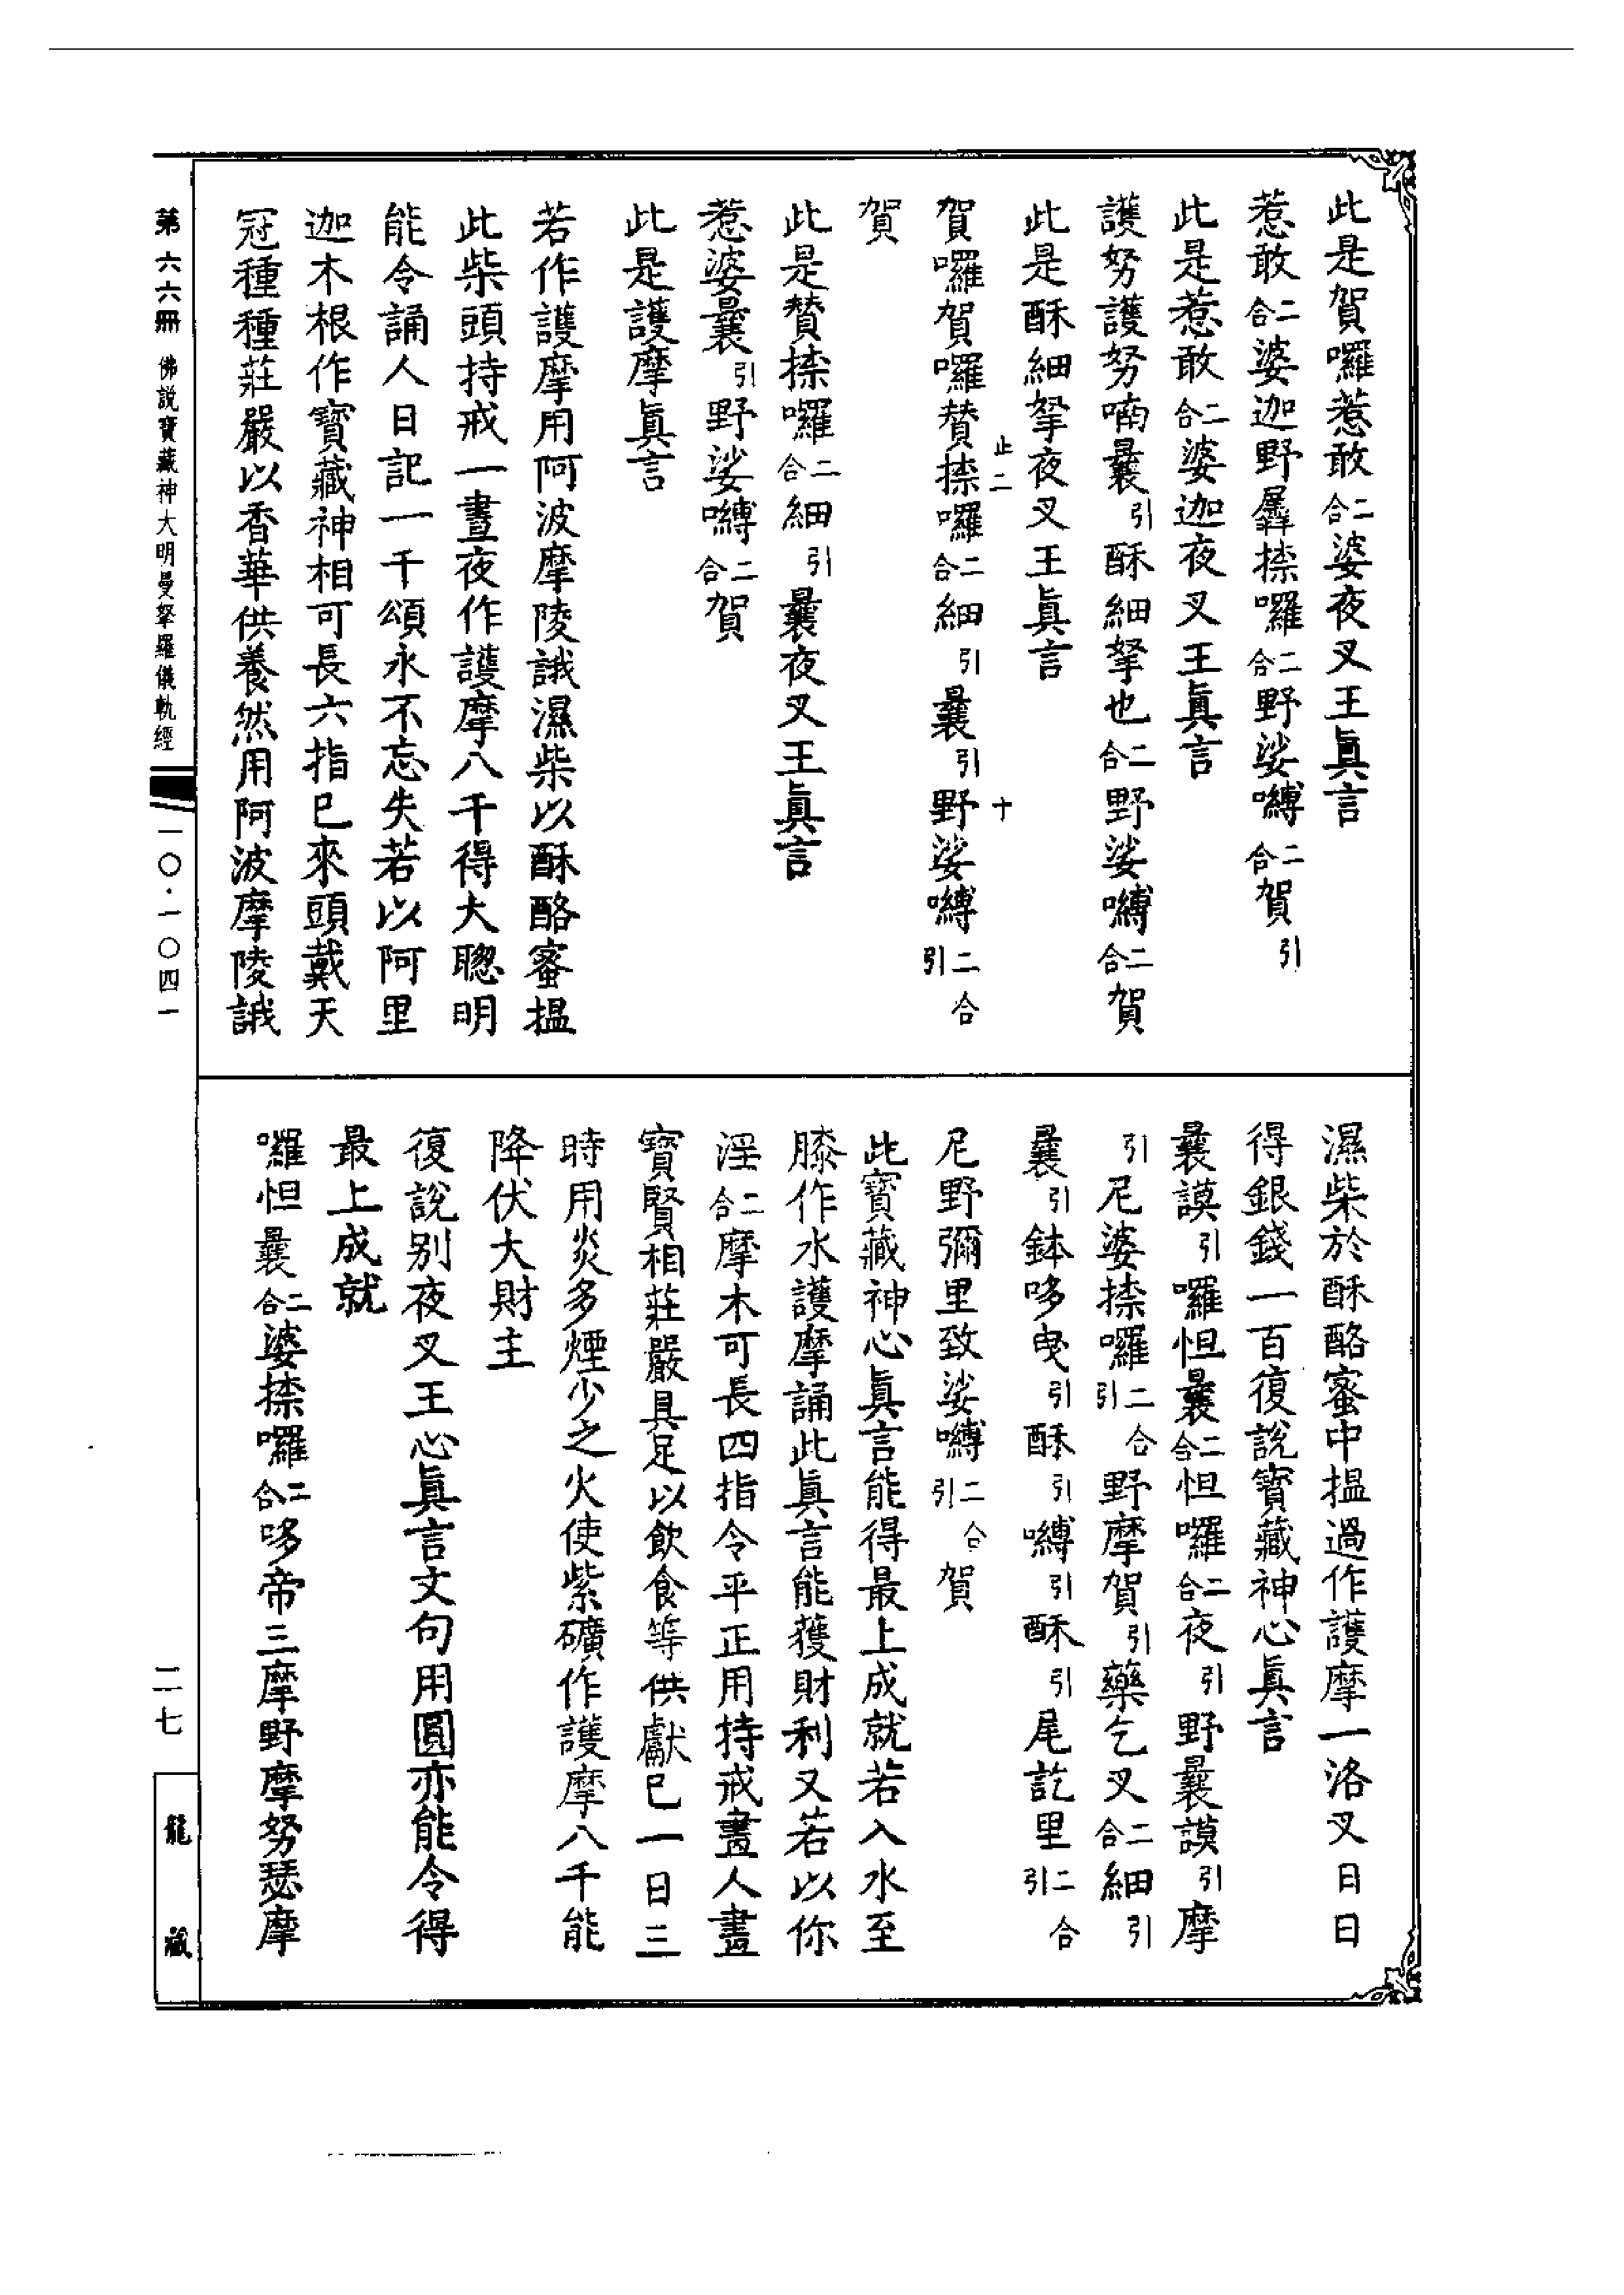 此是賀囉惹敢二合婆夜叉王真言
惹敢二合婆迦野羼捺囉二合野娑嚩二合賀引
此是惹敢二合婆迦夜叉王真言
護努護努喃曩引酥細拏也二合野娑嚩二合賀
此是酥細拏夜叉王真言
賀囉賀囉贊捺囉二合細引曩引野娑嚩二合引
賀
此是贊捺囉二合細引曩夜叉王真言
惹婆曩引野娑嚩二合賀
此是護摩真言
若作護摩用阿波摩陵誐濕柴以酥酪蜜揾
此柴頭持戒一晝夜作護摩八千得大聰明
能令誦人日記一千頌永不忘失若以阿里
迦木根作寶藏神相可長六指已來頭戴天
冠種種莊嚴以香華供養然用阿波摩陵誐
濕柴於酥酪蜜中揾過作護摩一洛叉日日
得銀錢一百復說寶藏神心真言
曩謨引囉怛曩二合怛囉二合夜引野曩謨引摩
引尼婆捺囉二合引野摩賀引藥乞叉二合細引
曩引鉢哆曳引酥引嚩引酥引尾訖里二合引
尼野彌里致娑嚩二合引賀
此寶藏神心真言能得最上成就若入水至
膝作水護摩誦此真言能獲財利又若以你
淫二合摩木可長四指令平正用持戒畫人畫
寶賢相莊嚴具足以飲食等供獻已一日三
時用炎多煙少之火使紫礦作護摩八千能
降伏大財主
復說别夜叉王心真言文句用圓亦能令得
最上成就
囉怛曩二合婆捺囉二合哆帝三摩野摩努瑟摩
第六六冊 佛說寶藏神大明曼拏羅儀軌經
一〇·一〇四一
二七
龍藏